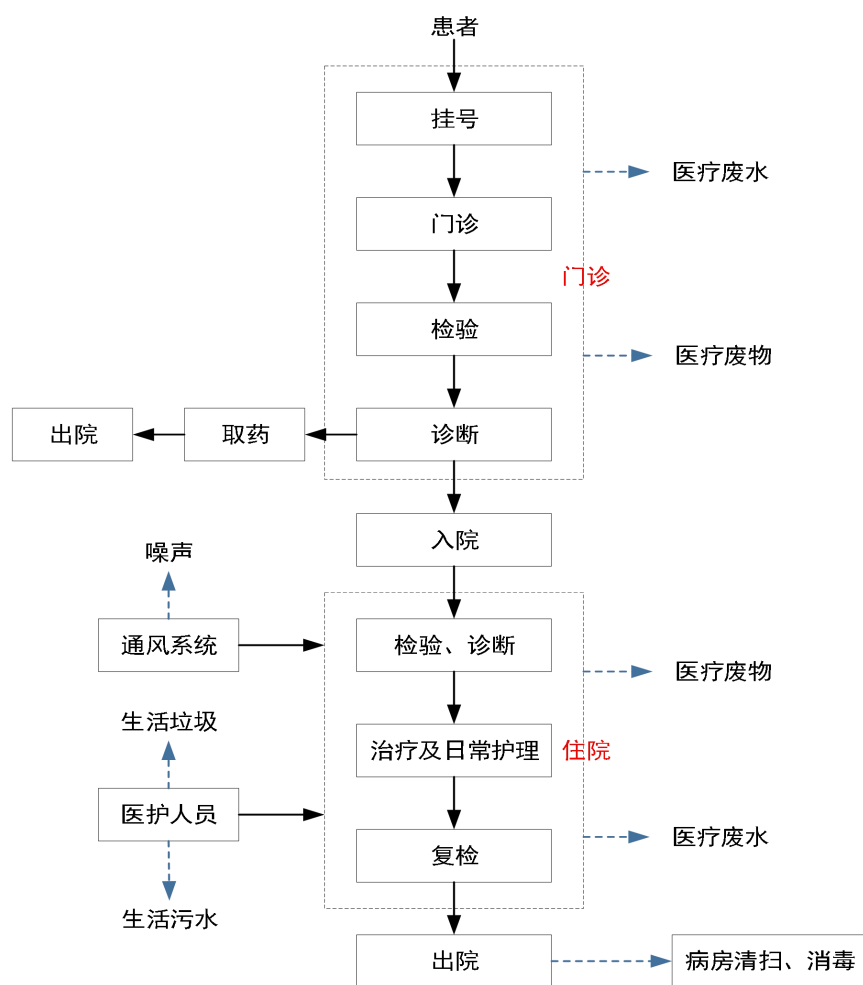 患者
挂号
医疗废水
门诊
门诊
检验
医疗废物
出院
取药
诊断
入院
噪声
通风系统
检验、诊断
医疗废物
生活垃圾
治疗及日常护理
住院
医护人员
医疗废水
复检
生活污水
出院
病房清扫、消毒